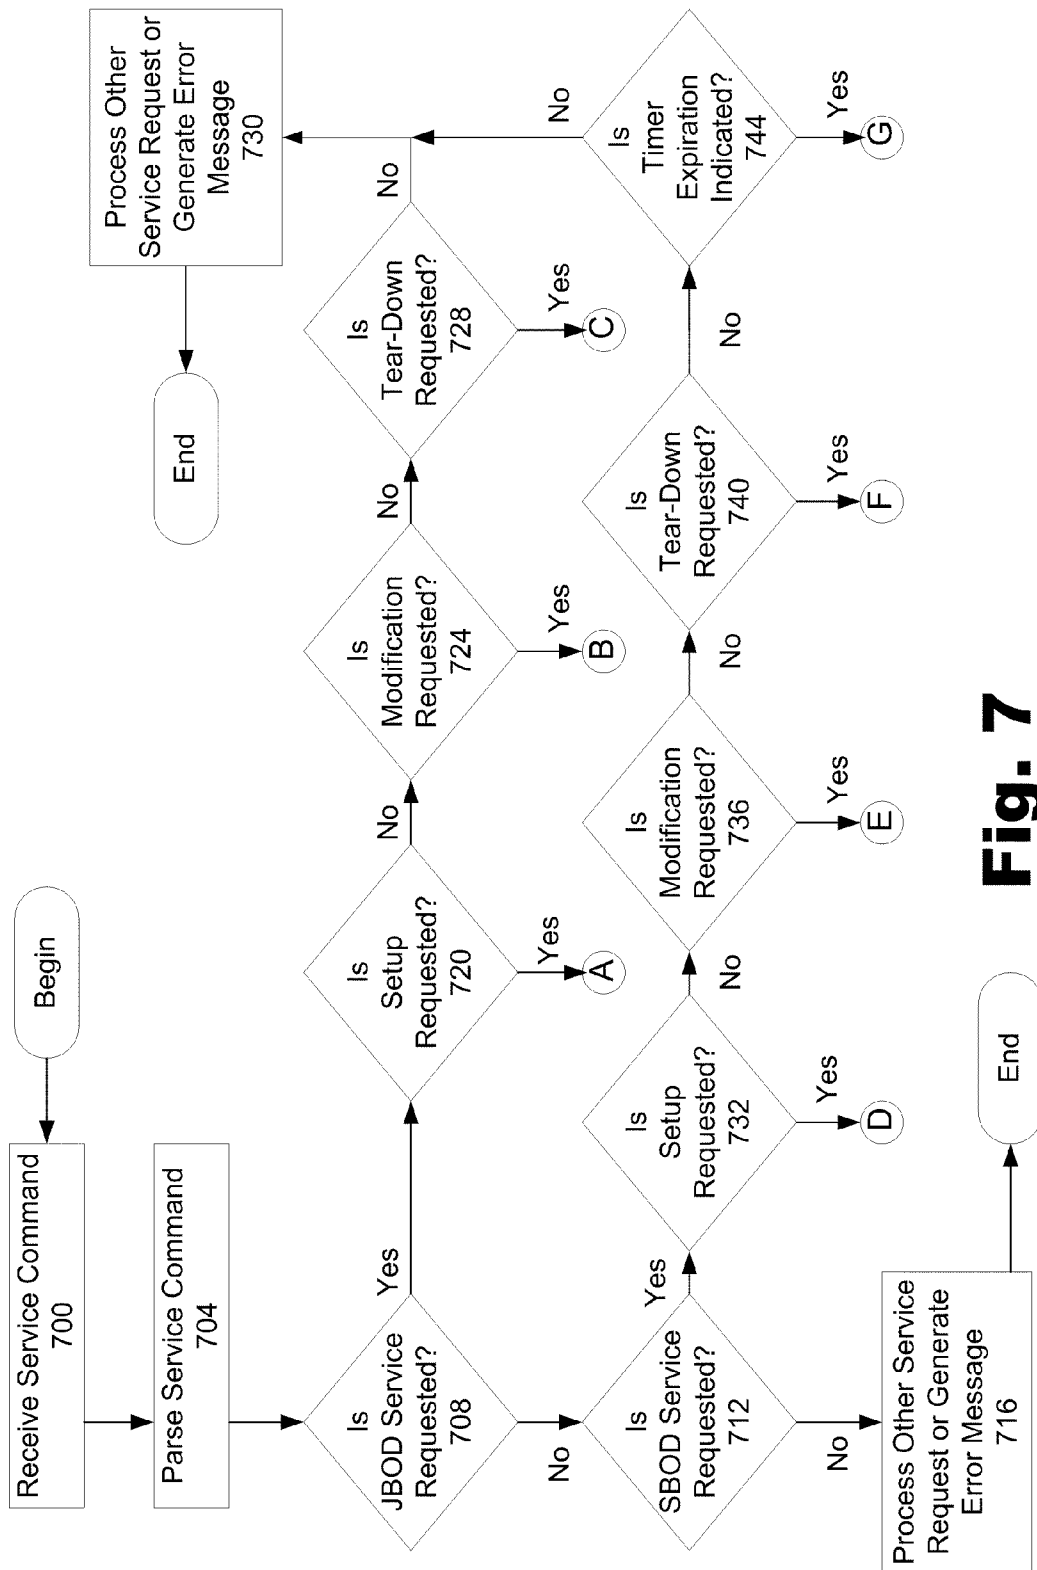 Begin
Receive Service Command
700
Parse Service Command
704
Is
JBOD Service
Requested?
708
Yes
No
Is
Setup
Requested?
720
No
Yes
A
Is
Modification
Requested?
724
No
Yes
B
Is
Tear-Down
Requested?
728
No
Yes
C
Process Other
Service Request or
Generate Error
Message
730
End
Is
SBOD Service
Requested?
712
Yes
No
Is
Setup
Requested?
732
No
Yes
D
Is
Modification
Requested?
736
No
Yes
E
Is
Tear-Down
Requested?
740
No
Yes
F
Is
Timer
Expiration
Indicated?
744
No
Yes
G
Process Other Service
Request or Generate
Error Message
716
End
Fig. 7